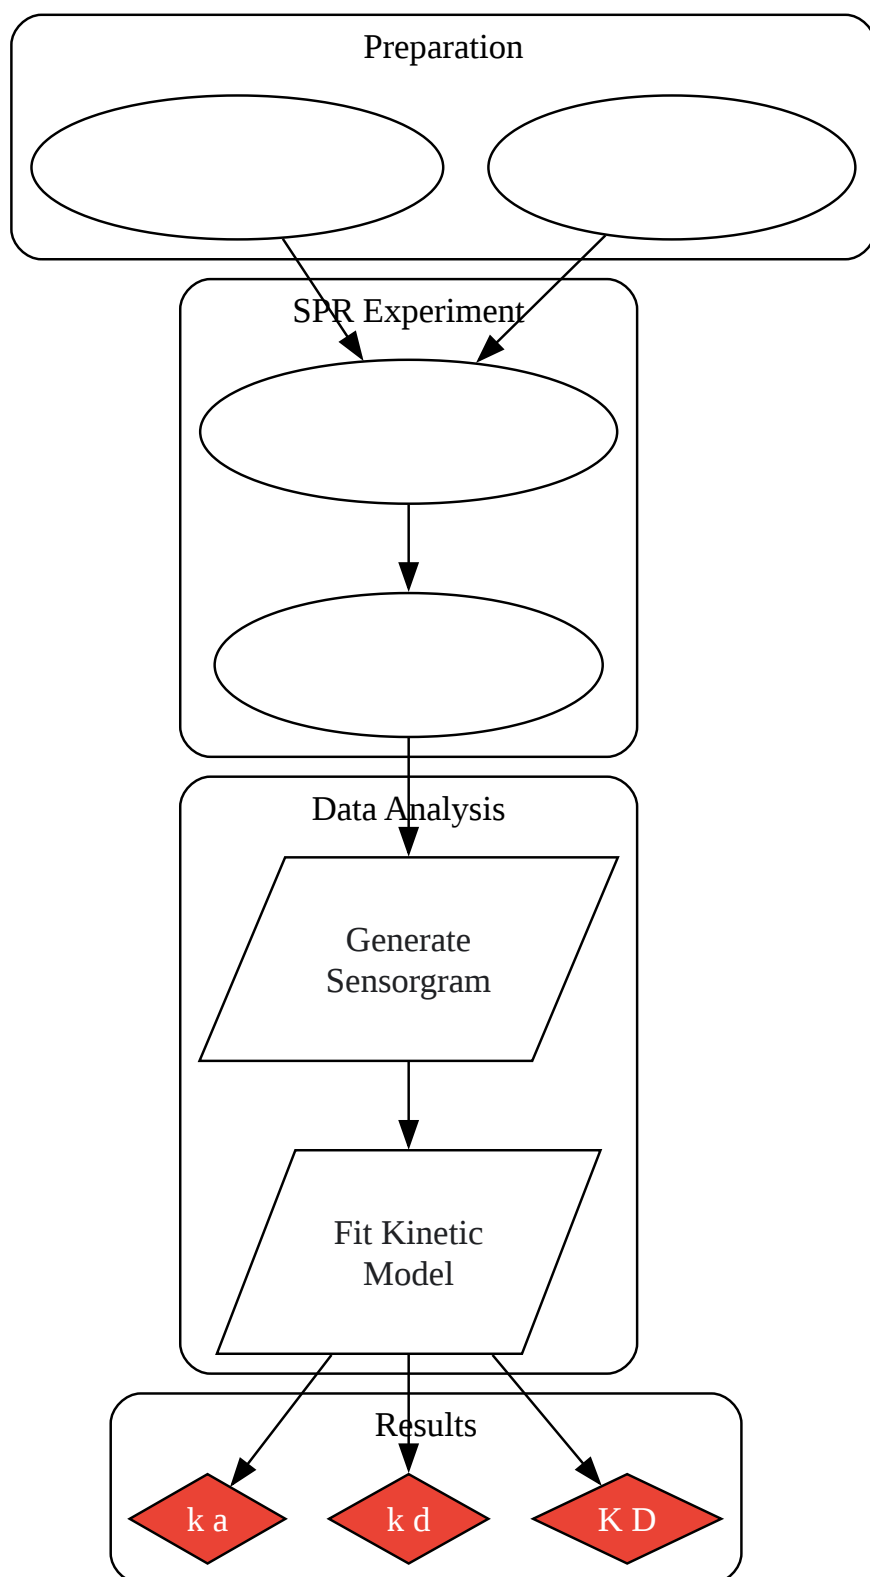 Preparation
SPR Experiment
Data Analysis
Generate
Sensorgram
Fit Kinetic
Model
Results
k a
k d
K D